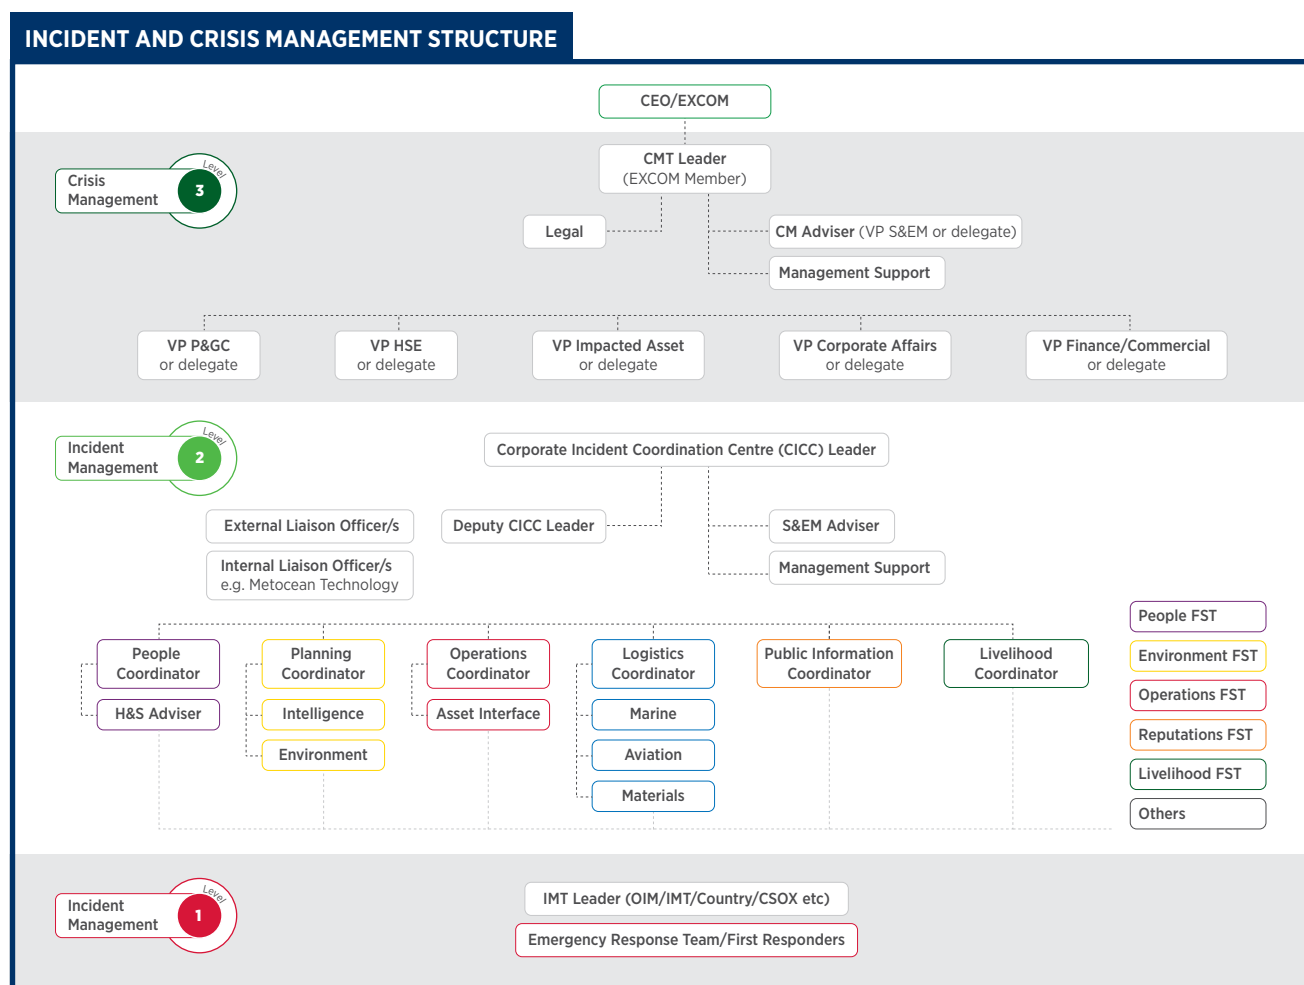 INCIDENT AND CRISIS MANAGEMENT STRUCTURE
CEO/EXCOM
Crisis
Management
Level
3
CMT Leader
(EXCOM Member)
Legal
CM Adviser (VP S&EM or delegate)
Management Support
VP P&GC
or delegate
VP HSE
or delegate
VP Impacted Asset
or delegate
VP Corporate Affairs
or delegate
VP Finance/Commercial
or delegate
Incident
Management
Level
2
Corporate Incident Coordination Centre (CICC) Leader
External Liaison Officer/s
Deputy CICC Leader
S&EM Adviser
Internal Liaison Officer/s
e.g. Metocean Technology
Management Support
People
Coordinator
H&S Adviser
Planning
Coordinator
Intelligence
Environment
Operations
Coordinator
Asset Interface
Logistics
Coordinator
Marine
Aviation
Materials
Public Information
Coordinator
Livelihood
Coordinator
People FST
Environment FST
Operations FST
Reputations FST
Livelihood FST
Others
Incident
Management
Level
1
IMT Leader (OIM/IMT/Country/CSOX etc)
Emergency Response Team/First Responders